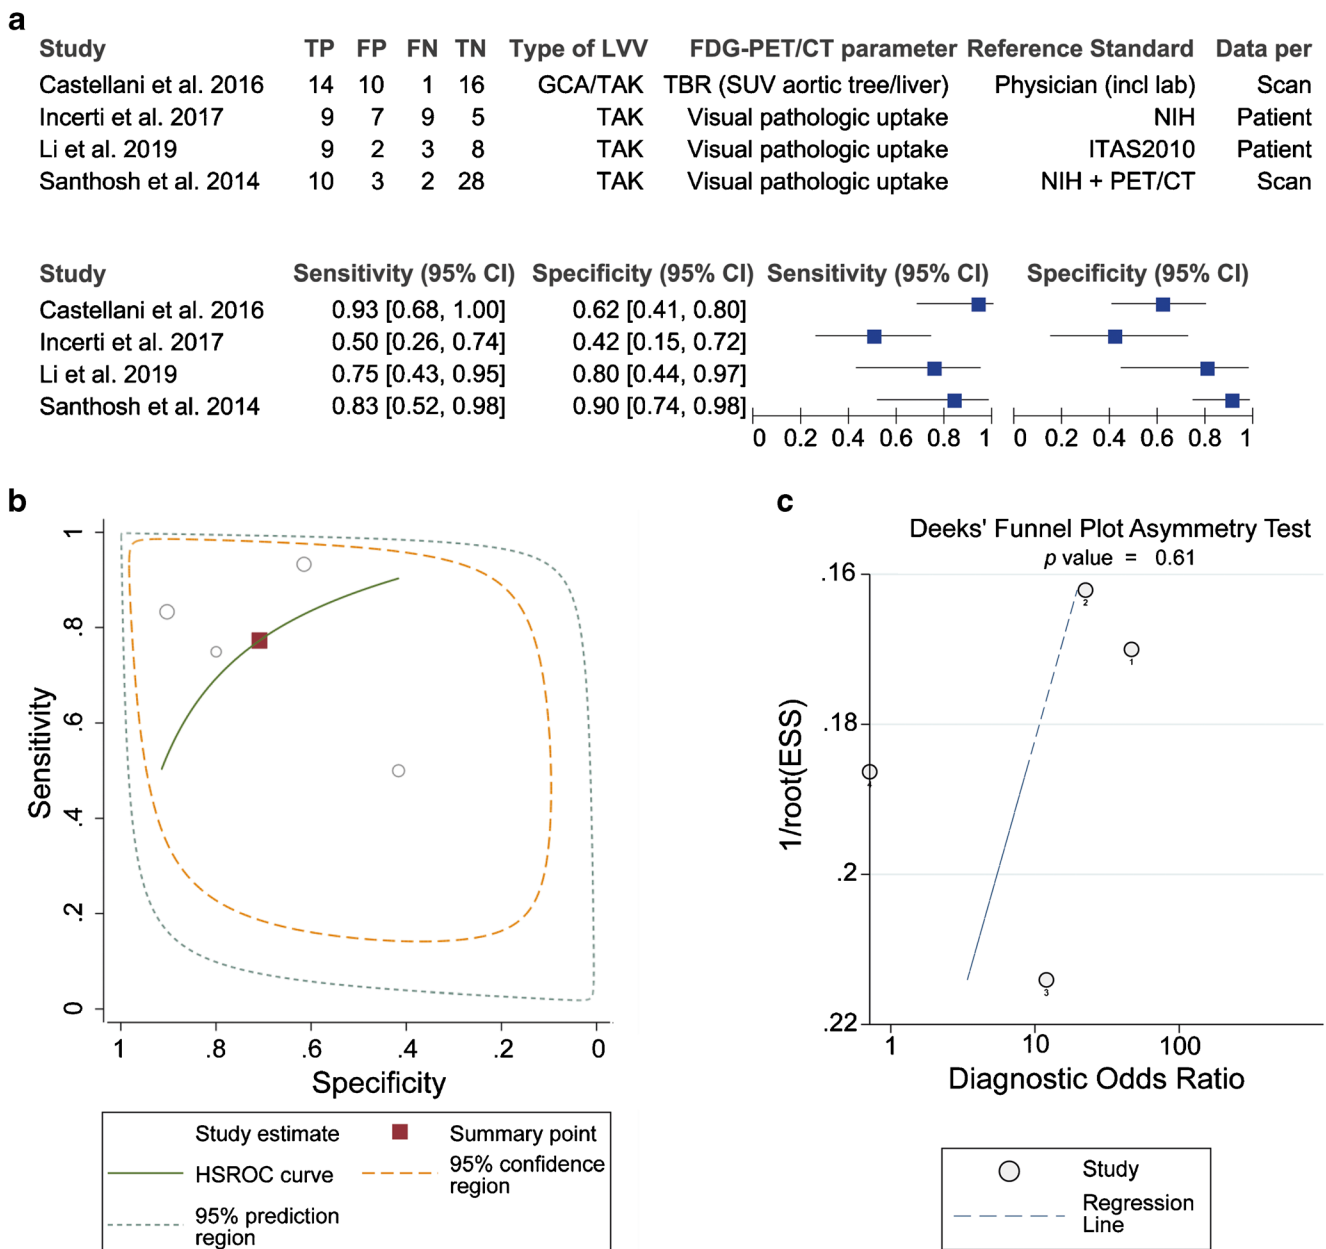 a
Study TP FP FN TN Type of LVV FDG-PET/CT parameter Reference Standard Data per
Castellani et al. 2016 14 10 1 16 GCA/TAK TBR (SUV aortic tree/liver) Physician (incl lab) Scan
Incerti et al. 2017 9 7 9 5 TAK Visual pathologic uptake NIH Patient
Li et al. 2019 9 2 3 8 TAK Visual pathologic uptake ITAS2010 Patient
Santhosh et al. 2014 10 3 2 28 TAK Visual pathologic uptake NIH + PET/CT Scan
Study Sensitivity (95% CI) Specificity (95% CI) Sensitivity (95% CI) Specificity (95% CI)
Castellani et al. 2016 0.93 [0.68, 1.00] 0.62 [0.41, 0.80]
Incerti et al. 2017 0.50 [0.26, 0.74] 0.42 [0.15, 0.72]
Li et al. 2019 0.75 [0.43, 0.95] 0.80 [0.44, 0.97]
Santhosh et al. 2014 0.83 [0.52, 0.98] 0.90 [0.74, 0.98]
0 0.2 0.4 0.6 0.8 1 0 0.2 0.4 0.6 0.8 1
b
Sensitivity
1
.8
.6
.4
.2
0
1 .8 .6 .4 .2 0
Specificity
Study estimate
Summary point
HSROC curve
95% confidence
region
95% prediction
region
c
Deeks' Funnel Plot Asymmetry Test
p value = 0.61
1/root(ESS)
.16
.18
.2
.22
2
1
4
3
1 10 100
Diagnostic Odds Ratio
Study
Regression
Line